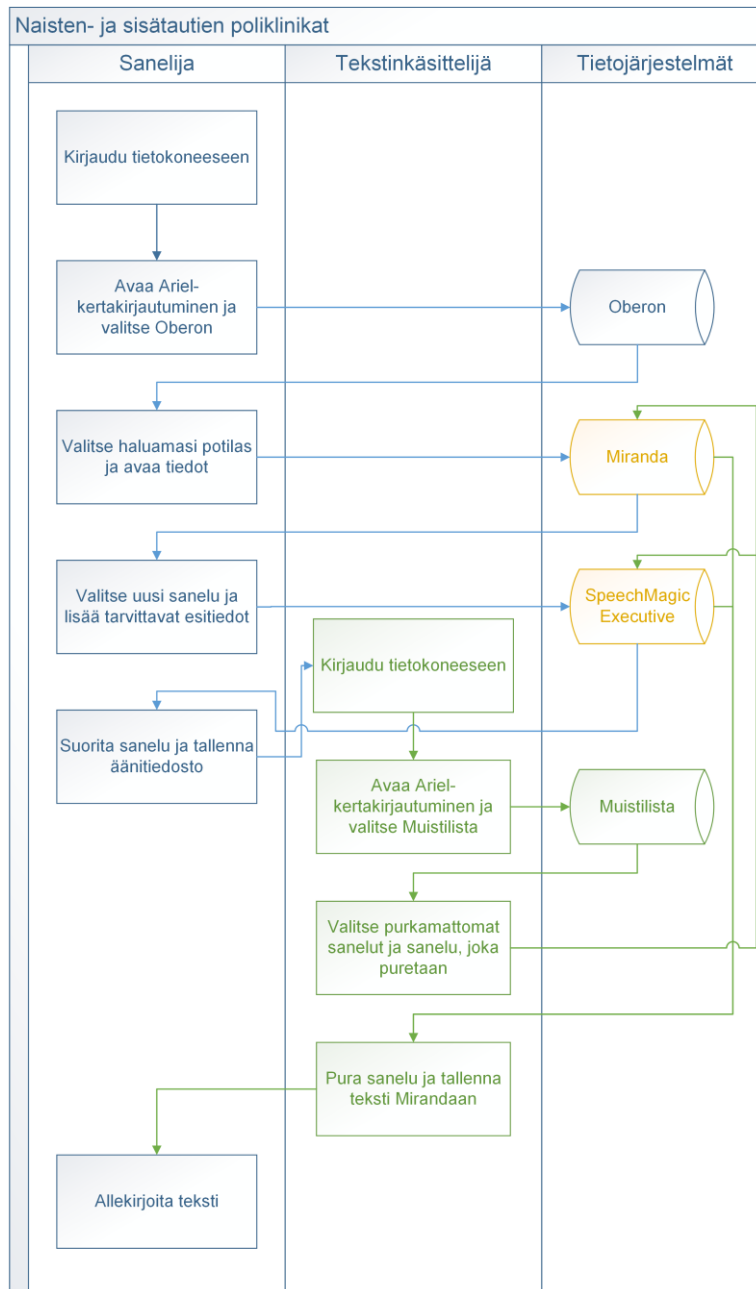 Naisten- ja sisätautien poliklinikat
Sanelija
Tekstinkäsittelijä
Tietojärjestelmät
Kirjaudu tietokoneeseen
Avaa Ariel-
kertakirjautuminen ja
valitse Oberon
Oberon
Valitse haluamasi potilas
ja avaa tiedot
Miranda
Valitse uusi sanelu ja
lisää tarvittavat esitiedot
SpeechMagic
Executive
Kirjaudu tietokoneeseen
Suorita sanelu ja tallenna
äänitiedosto
Avaa Ariel-
kertakirjautuminen ja
valitse Muistilista
Muistilista
Valitse purkamattomat
sanelut ja sanelu, joka
puretaan
Pura sanelu ja tallenna
teksti Mirandaan
Allekirjoita teksti